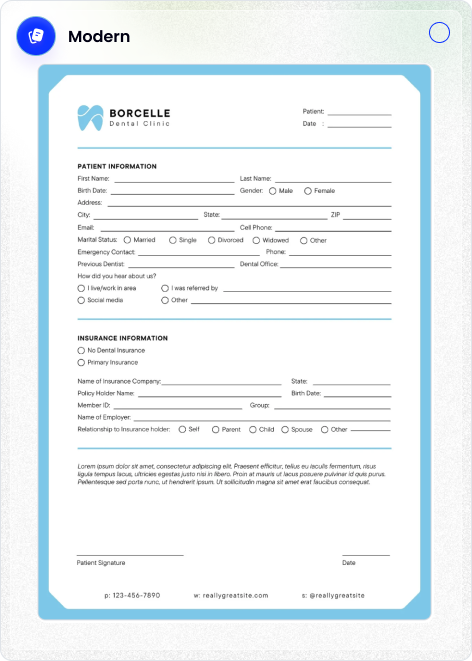 Modern
BORCELLE
Dental Clinic
Patient:
Date :
PATIENT INFORMATION
First Name: Last Name:
Birth Date: Gender: Male Female
Address:
City: State: ZIP
Email: Cell Phone:
Marital Status: Married Single Divorced Widowed Other
Emergency Contact: Phone:
Previous Dentist: Dental Office:
How did you hear about us?
I live/work in area I was referred by
Social media Other
INSURANCE INFORMATION
No Dental Insurance
Primary Insurance
Name of Insurance Company: State:
Policy Holder Name: Birth Date:
Member ID: Group:
Name of Employer:
Relationship to Insurance holder: Self Parent Child Spouse Other
Lorem ipsum dolor sit amet, consectetur adipiscing elit. Praesent efficitur, tellus eu iaculis fermentum, risus
ligula tempus lacus, ultricies egestas justo nisi in libero. Proin at mauris ut lacus posuere pulvinar id quis purus.
Pellentesque sed porta nunc, ut hendrerit ipsum. Ut sollicitudin magna sit amet erat faucibus consequat.
Patient Signature Date
p: 123-456-7890 w: reallygreatsite.com s: @reallygreatsite